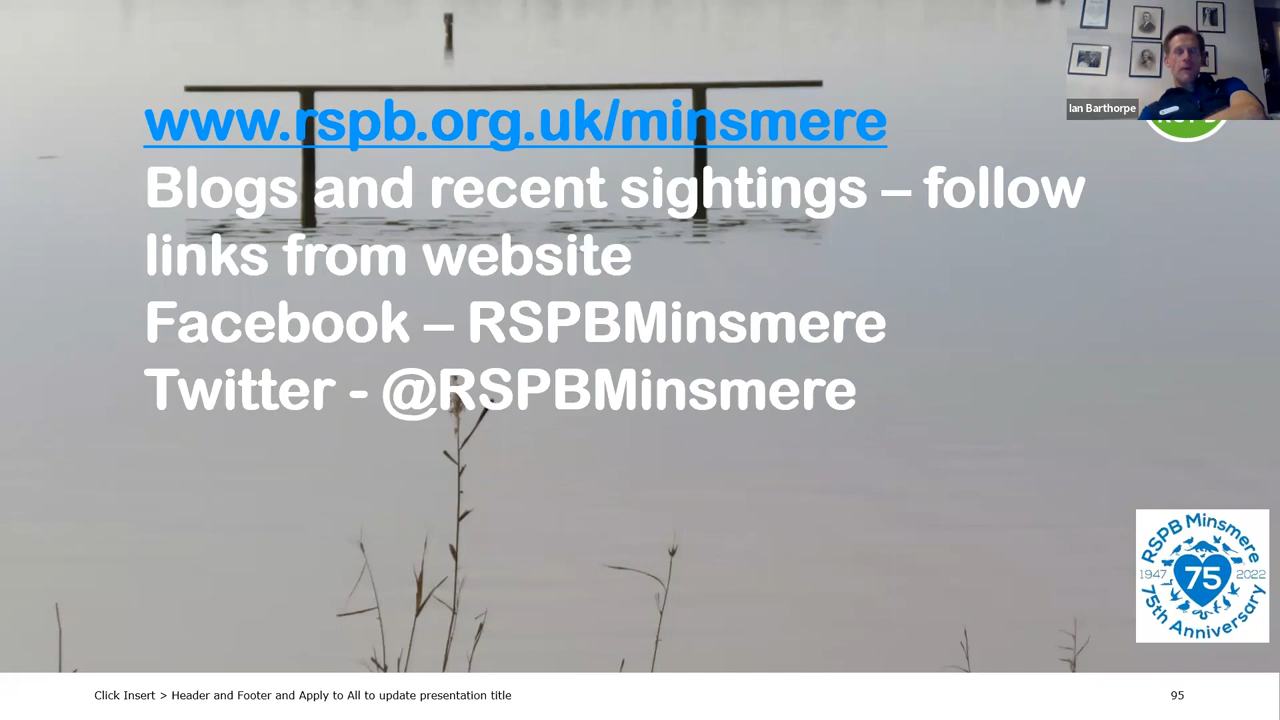 www.rspb.org.uk/minsmere
Blogs and recent sightings – follow
links from website
Facebook – RSPBMinsmere
Twitter - @RSPBMinsmere
Ian Barthorpe
RSPB Minsmere
1947 75 2022
75th Anniversary
Click Insert > Header and Footer and Apply to All to update presentation title
95